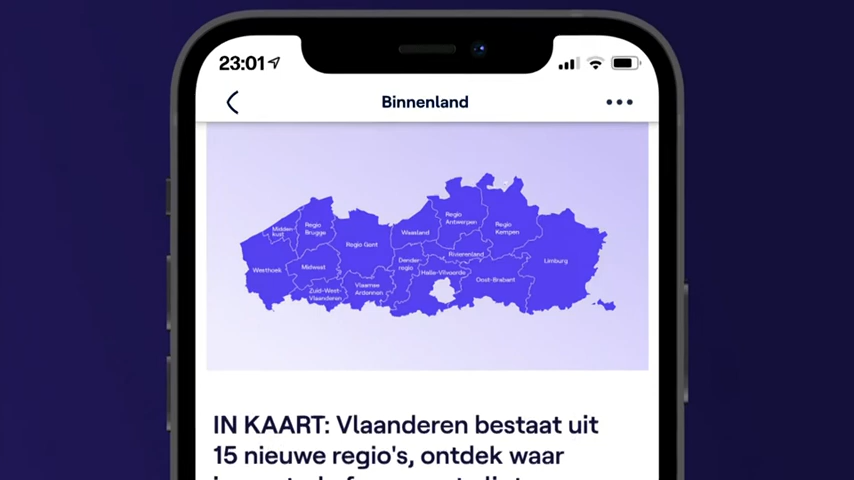 23:01
Binnenland
Midden-
kust
Regio
Brugge
Regio Gent
Waasland
Regio
Antwerpen
Regio
Kempen
Westhoek
Midwest
Dender-
regio
Rivierenland
Halle-Vilvoorde
Limburg
Zuid-West-
Vlaanderen
Vlaamse
Ardennen
Oost-Brabant
IN KAART: Vlaanderen bestaat uit
15 nieuwe regio's, ontdek waar